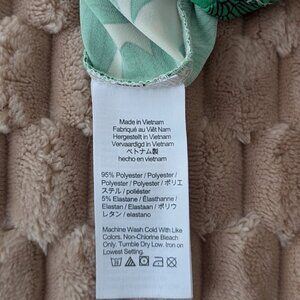 Made in Vietnam
Fabriqué au Viêt Nam
Hergestellt in Vietnam
Vervaardigd in Vietnam
ベトナム製
hecho en vietnam
95% Polyester / Polyester /
Polyester / Polyester / ポリエ
ステル / poliéster
5% Elastane / Élasthanne /
Elastan / Elastaan / ポリウ
レタン / elastano
Machine Wash Cold With Like
Colors. Non-Chlorine Bleach
Only. Tumble Dry Low. Iron on
Lowest Setting.